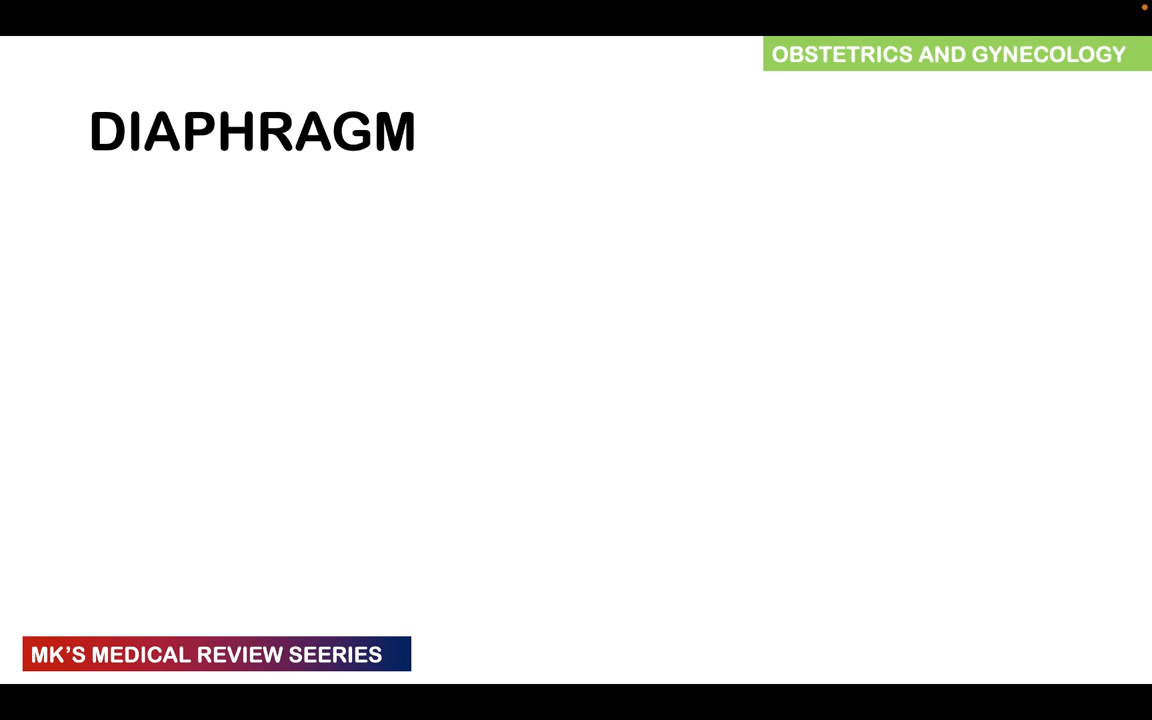 OBSTETRICS AND GYNECOLOGY
DIAPHRAGM
MK'S MEDICAL REVIEW SEERIES